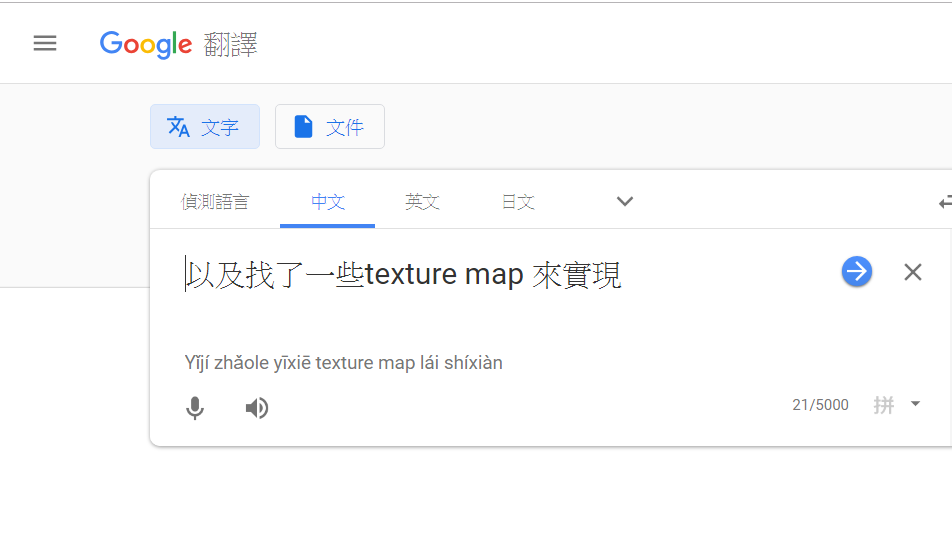 Google 翻譯
文字 文件
偵測語言 中文 英文 日文
以及找了一些texture map 來實現
Yǐjí zhǎole yīxiē texture map lái shíxiàn
21/5000 拼